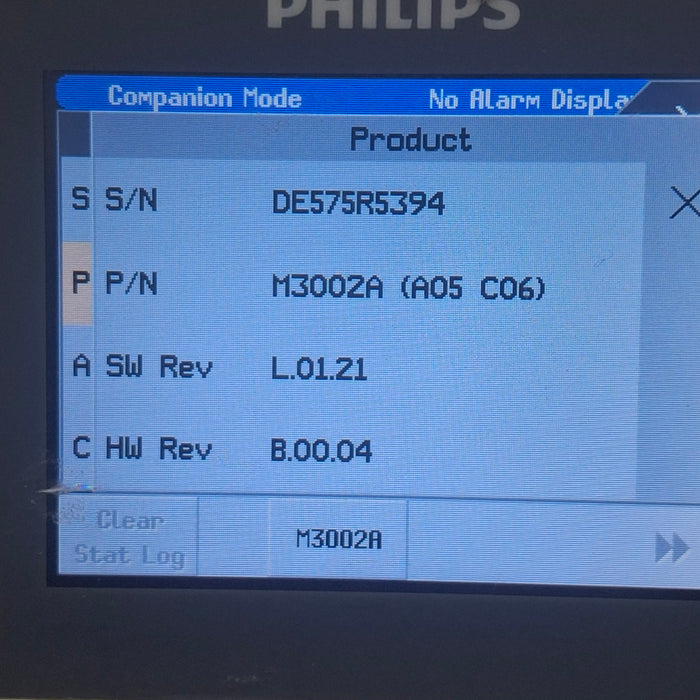 PHILIPS
Companion Mode No Alarm Displa
Product
S S/N DE575R5394
P P/N M3002A (A05 C06)
A SW Rev L.01.21
C HW Rev B.00.04
Clear M3002A
Stat Log